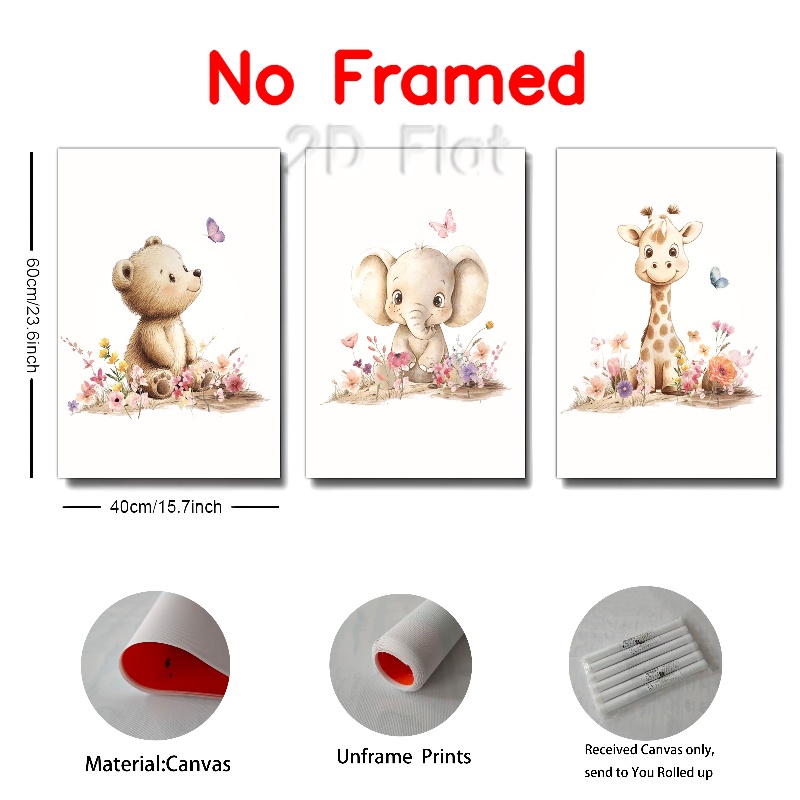 No Framed
2D Flat
60cm/23.6inch
40cm/15.7inch
Material:Canvas
Unframe Prints
Received Canvas only,
send to You Rolled up